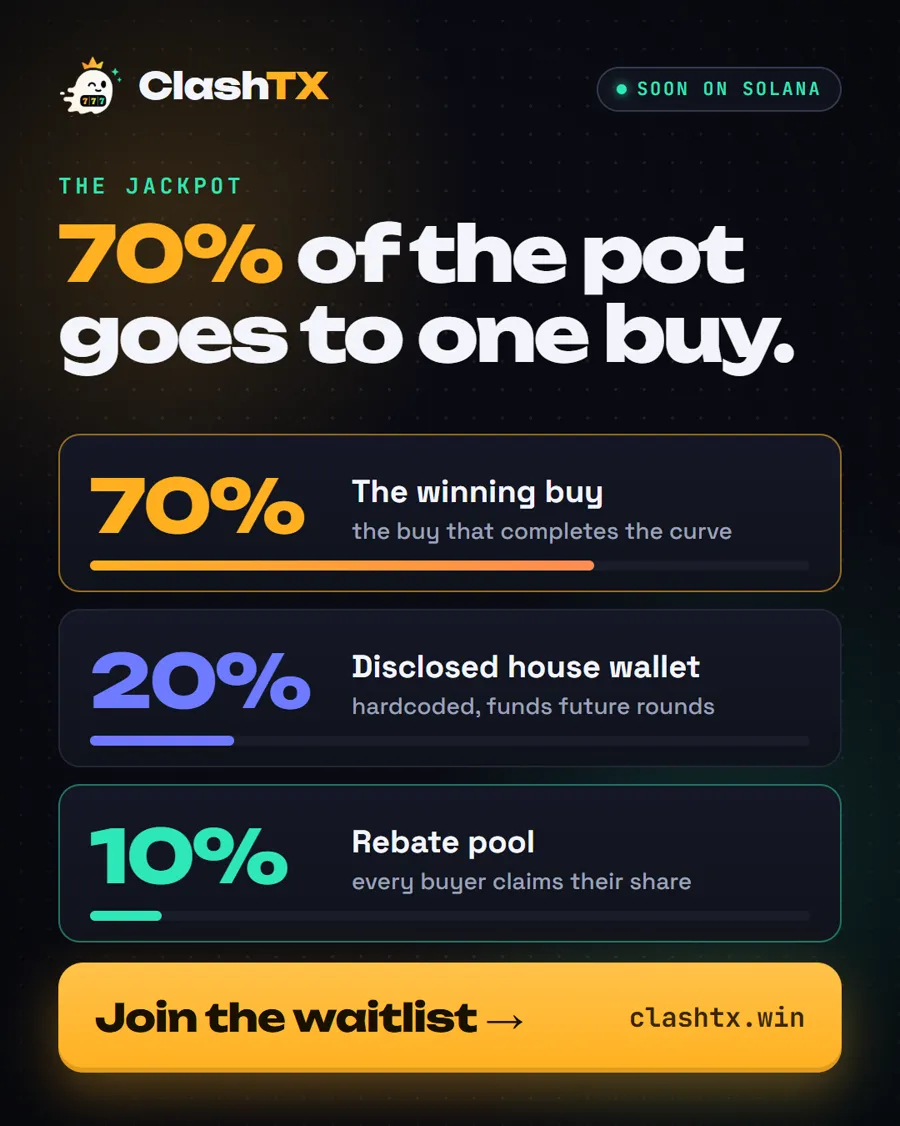 777
ClashTX
SOON ON SOLANA
THE JACKPOT
70% of the pot
goes to one buy.
70%
The winning buy
the buy that completes the curve
20%
Disclosed house wallet
hardcoded, funds future rounds
10%
Rebate pool
every buyer claims their share
Join the waitlist →
clashtx.win